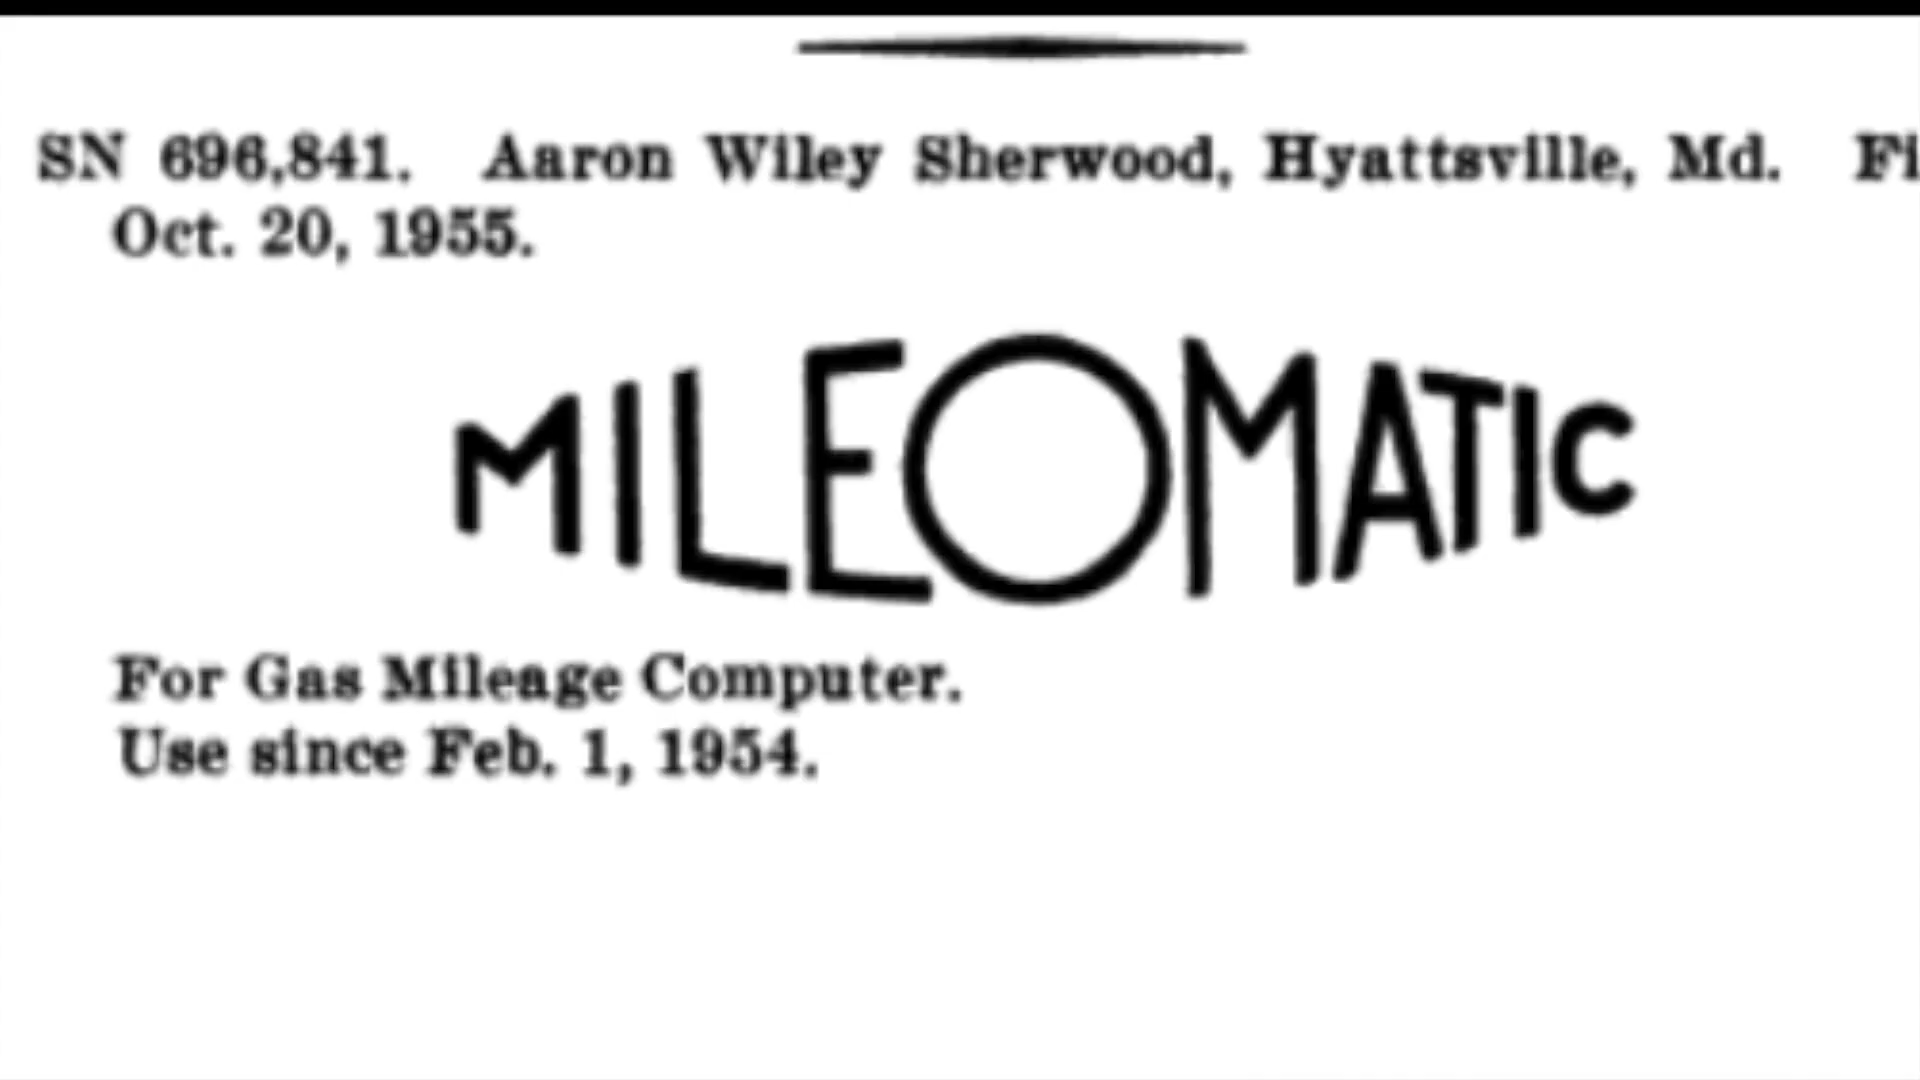 SN 696,841. Aaron Wiley Sherwood, Hyattsville, Md. Fi
Oct. 20, 1955.
MILEOMATIC
For Gas Mileage Computer.
Use since Feb. 1, 1954.